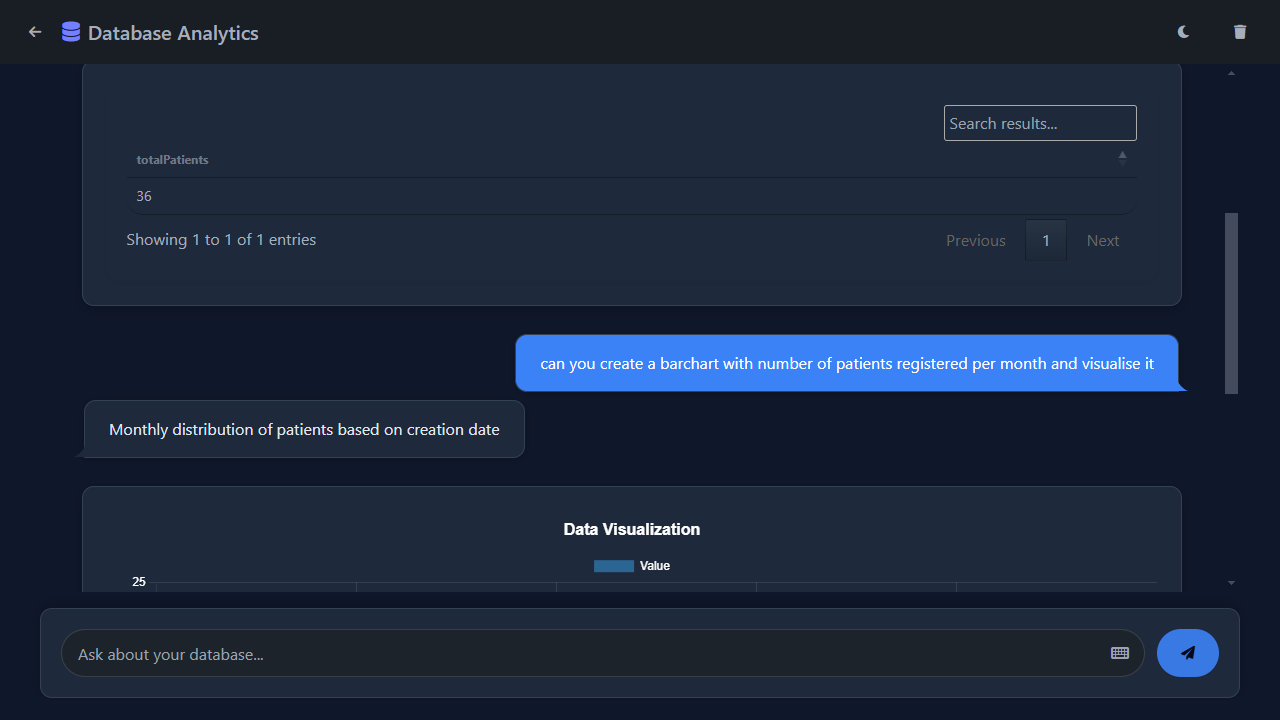 Database Analytics
Search results...
totalPatients
36
Showing 1 to 1 of 1 entries
Previous 1 Next
can you create a barchart with number of patients registered per month and visualise it
Monthly distribution of patients based on creation date
Data Visualization
Value
25
Ask about your database...